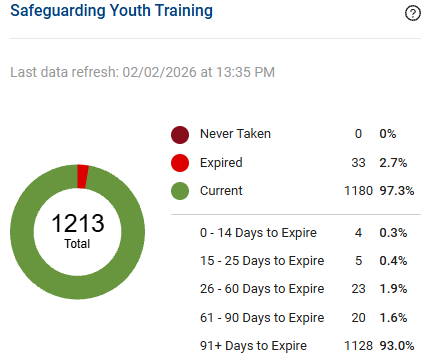 Safeguarding Youth Training
Last data refresh: 02/02/2026 at 13:35 PM
Never Taken 0 0%
Expired 33 2.7%
Current 1180 97.3%
1213
Total
0 - 14 Days to Expire 4 0.3%
15 - 25 Days to Expire 5 0.4%
26 - 60 Days to Expire 23 1.9%
61 - 90 Days to Expire 20 1.6%
91+ Days to Expire 1128 93.0%